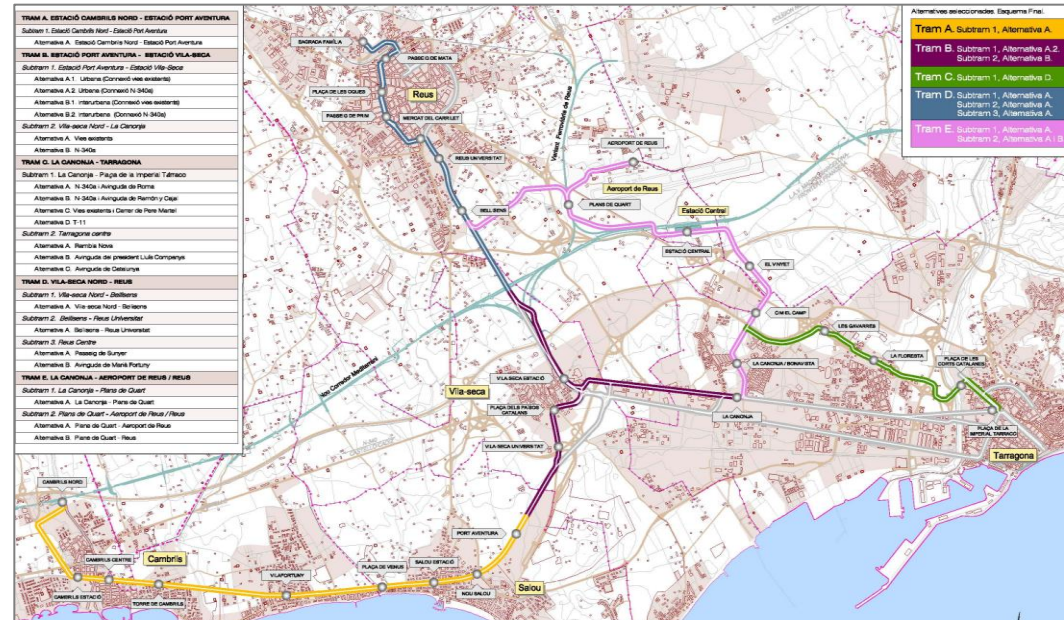 TRAM A. ESTACIÓ CAMBRILS NORD - ESTACIÓ PORT AVENTURA
Subtram 1. Estació Cambrils Nord - Estació Port Aventura
Alternativa A. Estació Cambrils Nord - Estació Port Aventura
TRAM B. ESTACIÓ PORT AVENTURA - ESTACIÓ VILA-SECA
Subtram 1. Estació Port Aventura - Estació Vila-Seca
Alternativa A.1. Urbana (Connexió vies existents)
Alternativa A.2. Urbana (Connexió N-340a)
Alternativa B.1 Interurbana (Connexió vies existents)
Alternativa B.2 Interurbana (Connexió N-340a)
Subtram 2. Vila-seca Nord - La Canonja
Alternativa A. Vies existents
Alternativa B. N-340a
TRAM C. LA CANONJA - TARRAGONA
Subtram 1. La Canonja - Plaça de la Imperial Tàrraco
Alternativa A. N-340a i Avinguda de Roma
Alternativa B. N-340a i Avinguda de Ramón y Cajal
Alternativa C. Vies existents i Carrer de Pere Martell
Alternativa D. T-11
Subtram 2. Tarragona centre
Alternativa A. Rambla Nova
Alternativa B. Avinguda del president Lluís Companys
Alternativa C. Avinguda de Catalunya
TRAM D. VILA-SECA NORD - REUS
Subtram 1. Vila-seca Nord - Bellisens
Alternativa A. Vila-seca Nord - Bellisens
Subtram 2. Bellisens - Reus Universitat
Alternativa A. Bellisens - Reus Universitat
Subtram 3. Reus Centre
Alternativa A. Passeig de Sunyer
Alternativa B. Avinguda de Marià Fortuny
TRAM E. LA CANONJA - AEROPORT DE REUS / REUS
Subtram 1. La Canonja - Plans de Quart
Alternativa A. La Canonja - Plans de Quart
Subtram 2. Plans de Quart - Aeroport de Reus / Reus
Alternativa A. Plans de Quart - Aeroport de Reus
Alternativa B. Plans de Quart - Reus
Alternatives seleccionades. Esquema Final.
Tram A. Subtram 1, Alternativa A.
Tram B. Subtram 1, Alternativa A.2.
Subtram 2, Alternativa B.
Tram C. Subtram 1, Alternativa D.
Tram D. Subtram 1, Alternativa A.
Subtram 2, Alternativa A.
Subtram 3, Alternativa A.
Tram E. Subtram 1, Alternativa A.
Subtram 2, Alternativa A i B
SAGRADA FAMÍLIA
PASSEIG DE MATA
PLAÇA DE LES OQUES
Reus
PASSEIG DE PRIM
MERCAT DEL CARRILET
REUS UNIVERSITAT
Variant Ferroviària de Reus
AEROPORT DE REUS
Aeroport de Reus
BELLISENS
PLANS DE QUART
Estació Central
ESTACIÓ CENTRAL
EL VINYET
CIM EL CAMP
LES GAVARRES
LA FLORESTA
PLAÇA DE LES
CORTS CATALANES
LA CANONJA / BONAVISTA
Nou Corredor Mediterrani
VILA-SECA ESTACIÓ
Vila-seca
PLAÇA DELS PAÏSOS
CATALANS
LA CANONJA
PLAÇA DE LA
IMPERIAL TARRACO
VILA-SECA UNIVERSITAT
Tarragona
CAMBRILS NORD
PORT AVENTURA
Cambrils
CAMBRILS CENTRE
PLAÇA DE VENUS
SALOU ESTACIÓ
VILAFORTUNY
Salou
NOU SALOU
CAMBRILS ESTACIÓ
TORRE DE CAMBRILS